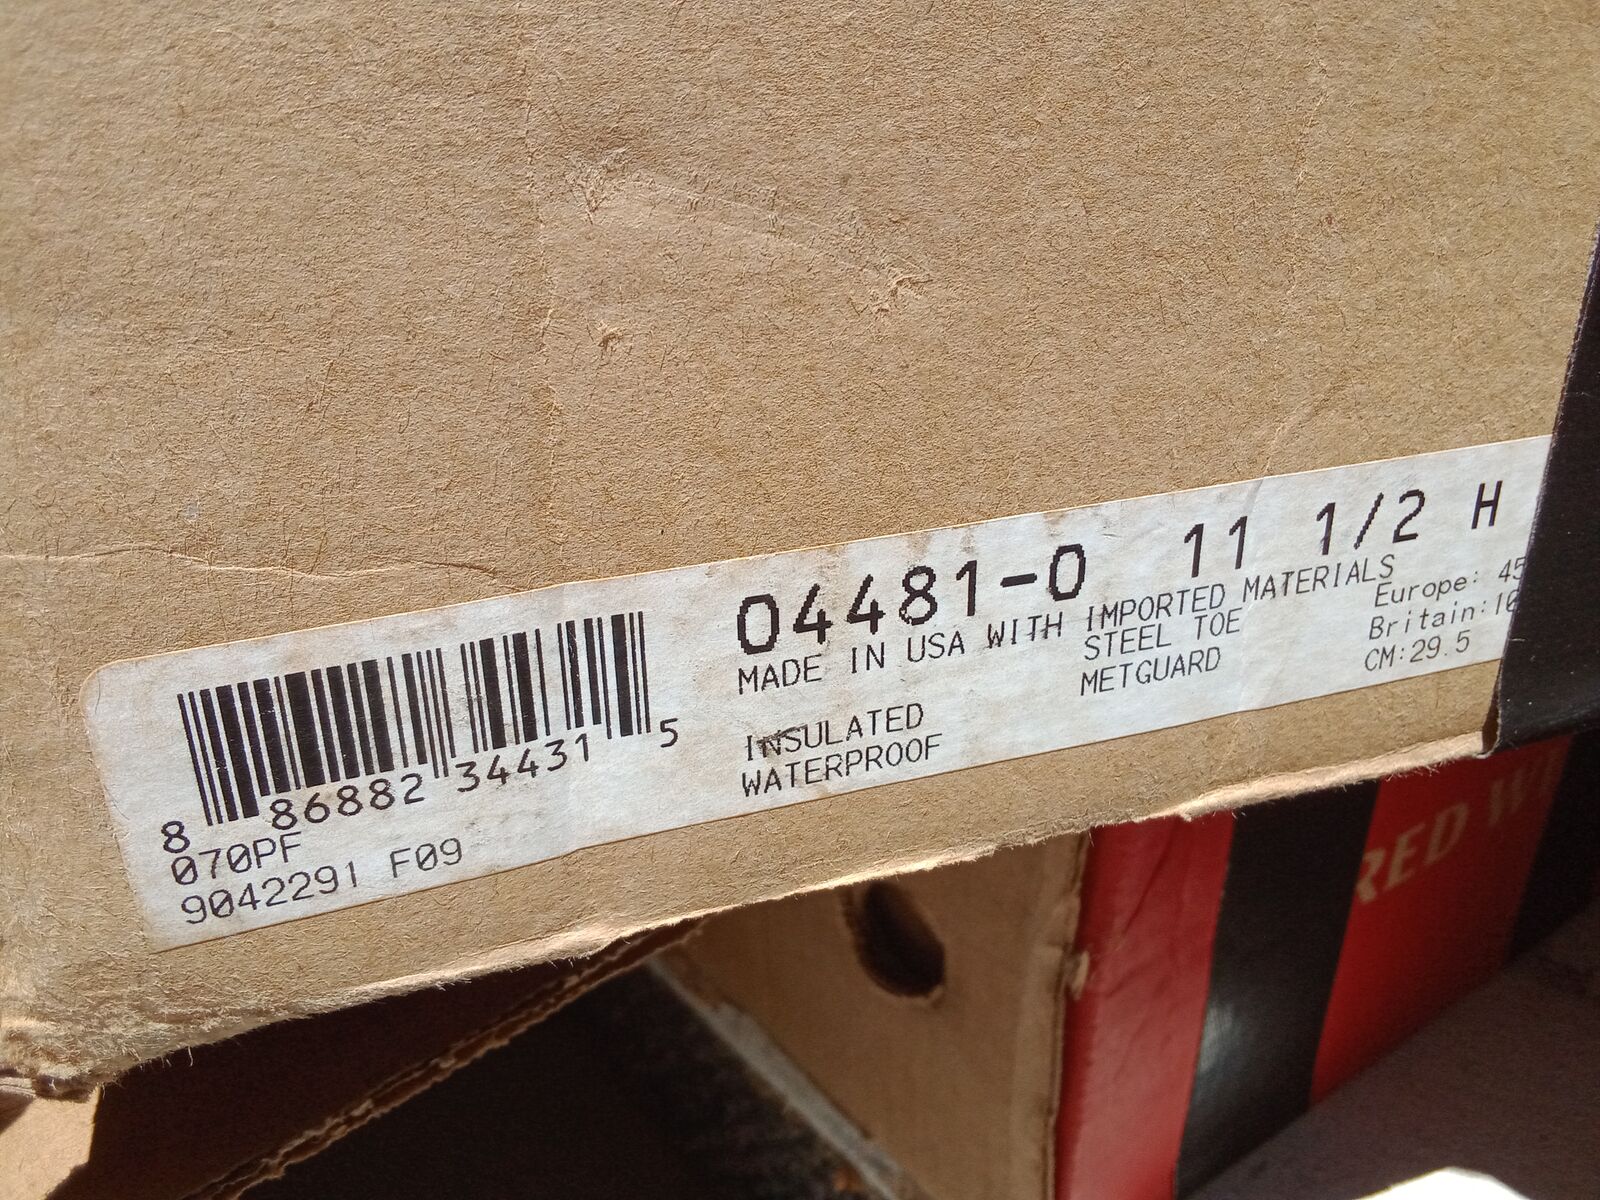 04481-0 11 1/2 H
MADE IN USA WITH IMPORTED MATERIALS
STEEL TOE
METGUARD
Europe: 45
Britain:10
CM:29.5
INSULATED
WATERPROOF
8 86882 34431 5
070PF
9042291 F09
RED